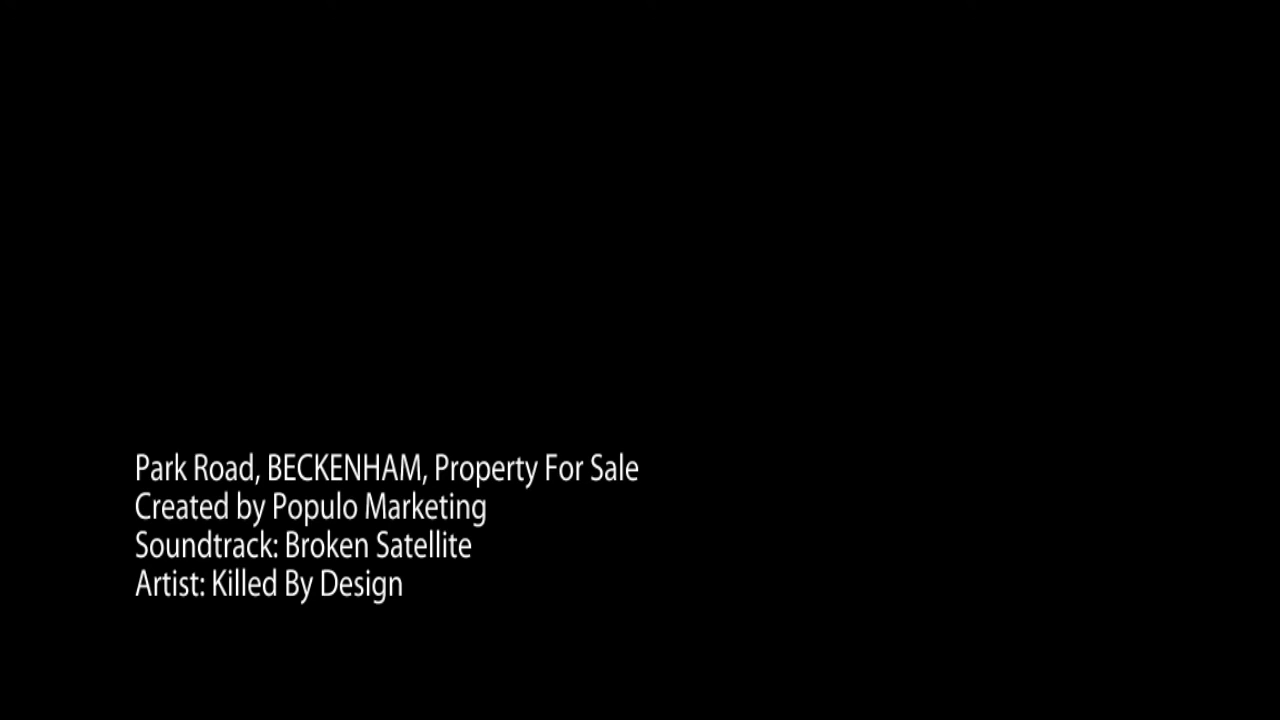 Park Road, BECKENHAM, Property For Sale
Created by Populo Marketing
Soundtrack: Broken Satellite
Artist: Killed By Design